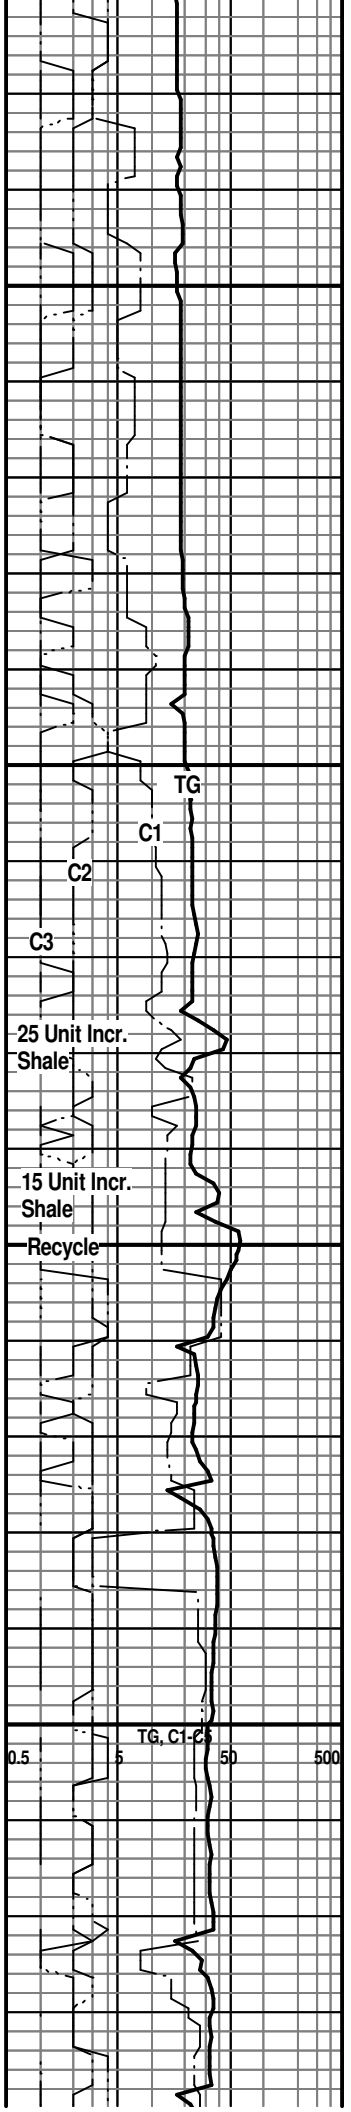 TG
C1
C2
C3
25 Unit Incr.
Shale
15 Unit Incr.
Shale
Recycle
TG, C1-C5
0.5 5 50 500